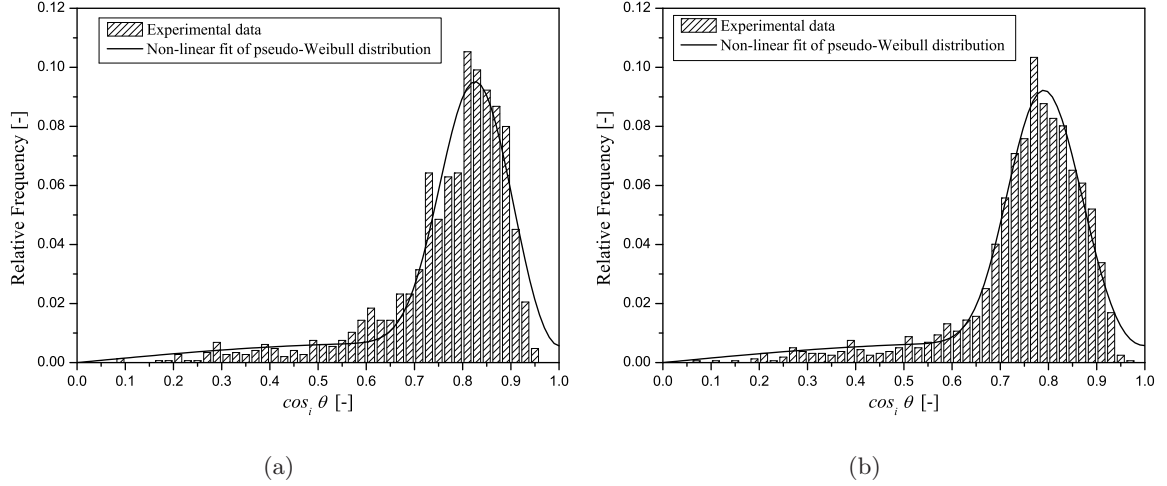 Experimental data
Non-linear fit of pseudo-Weibull distribution
Relative Frequency [-]
0.12
0.10
0.08
0.06
0.04
0.02
0.00
0.0 0.1 0.2 0.3 0.4 0.5 0.6 0.7 0.8 0.9 1.0
cos_i θ [-]
(a)
Experimental data
Non-linear fit of pseudo-Weibull distribution
Relative Frequency [-]
0.12
0.10
0.08
0.06
0.04
0.02
0.00
0.0 0.1 0.2 0.3 0.4 0.5 0.6 0.7 0.8 0.9 1.0
cos_i θ [-]
(b)